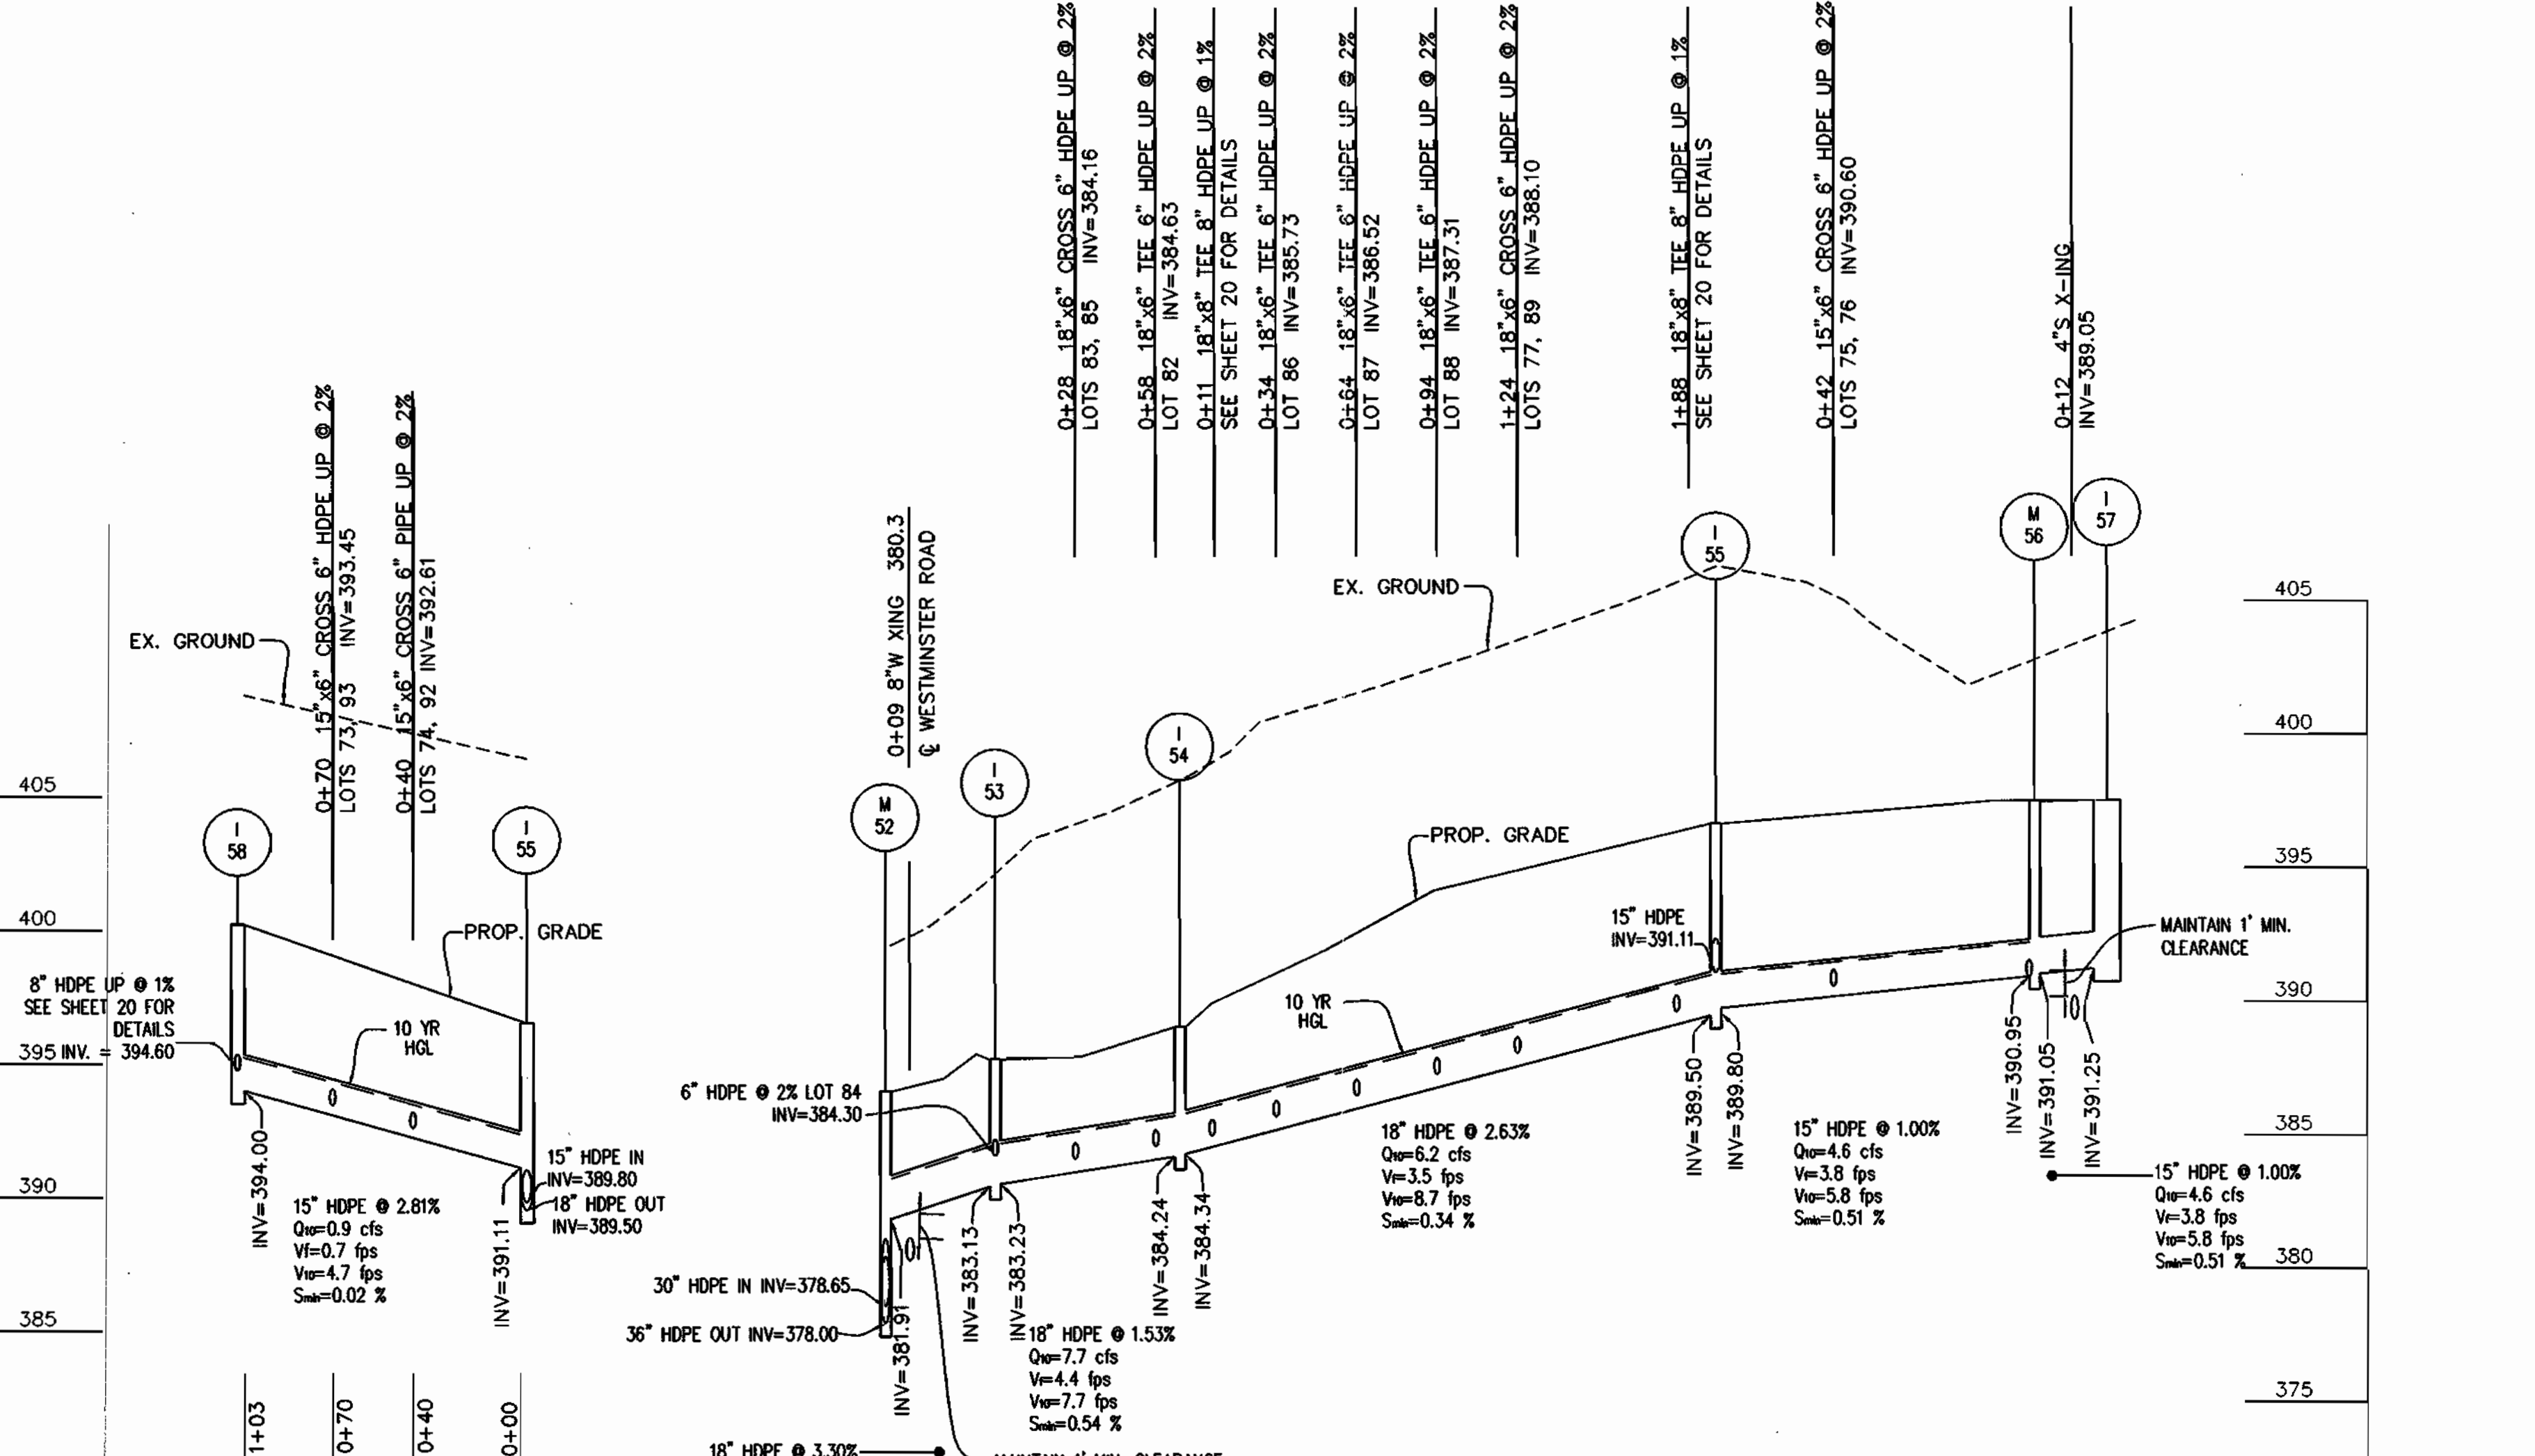 0+28 18"x6" CROSS 6" HDPE UP @ 2%
LOTS 83, 85 INV=384.16
0+58 18"x6" TEE 6" HDPE UP @ 2%
LOT 82 INV=384.63
0+11 18"x8" TEE 8" HDPE UP @ 1%
SEE SHEET 20 FOR DETAILS
0+34 18"x6" TEE 6" HDPE UP @ 2%
LOT 86 INV=385.73
0+64 18"x6" TEE 6" HDPE UP @ 2%
LOT 87 INV=386.52
0+94 18"x6" TEE 6" HDPE UP @ 2%
LOT 88 INV=387.31
1+24 18"x6" CROSS 6" HDPE UP @ 2%
LOTS 77, 89 INV=388.10
1+88 18"x8" TEE 8" HDPE UP @ 1%
SEE SHEET 20 FOR DETAILS
0+42 15"x6" CROSS 6" HDPE UP @ 2%
LOTS 75, 76 INV=390.60
0+12 4"S X-ING
INV=389.05
0+70 15"x6" CROSS 6" HDPE UP @ 2%
LOTS 73, 93 INV=393.45
0+40 15"x6" CROSS 6" PIPE UP @ 2%
LOTS 74, 92 INV=392.61
EX. GROUND
405
400
395
390
385
I
58
I
55
PROP. GRADE
8" HDPE UP @ 1%
SEE SHEET 20 FOR
DETAILS
INV. = 394.60
10 YR
HGL
INV=394.00
15" HDPE @ 2.81%
Q10=0.9 cfs
Vf=0.7 fps
V10=4.7 fps
Smin=0.02 %
INV=391.11
15" HDPE IN
INV=389.80
18" HDPE OUT
INV=389.50
1+03
0+70
0+40
0+00
0+09 8"W XING 380.3
℄ WESTMINSTER ROAD
M
52
I
53
I
54
I
55
M
56
I
57
EX. GROUND
PROP. GRADE
15" HDPE
INV=391.11
10 YR
HGL
6" HDPE @ 2% LOT 84
INV=384.30
30" HDPE IN INV=378.65
36" HDPE OUT INV=378.00
INV=381.91
INV=383.13
INV=383.23
18" HDPE @ 1.53%
Q10=7.7 cfs
Vf=4.4 fps
V10=7.7 fps
Smin=0.54 %
INV=384.24
INV=384.34
18" HDPE @ 2.63%
Q10=6.2 cfs
Vf=3.5 fps
V10=8.7 fps
Smin=0.34 %
INV=389.50
INV=389.80
15" HDPE @ 1.00%
Q10=4.6 cfs
Vf=3.8 fps
V10=5.8 fps
Smin=0.51 %
INV=390.95
INV=391.05
INV=391.25
MAINTAIN 1' MIN.
CLEARANCE
15" HDPE @ 1.00%
Q10=4.6 cfs
Vf=3.8 fps
V10=5.8 fps
Smin=0.51 %
405
400
395
390
385
380
375
18" HDPE @ 3.30%
MAINTAIN 1' MIN. CLEARANCE